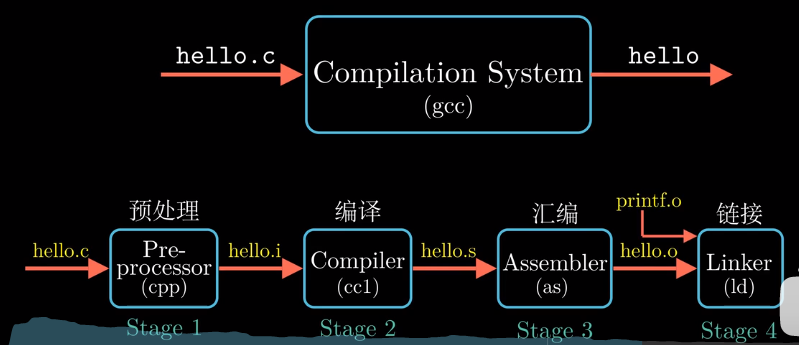 hello.c
Compilation System
(gcc)
hello
预处理
编译
汇编
printf.o
链接
hello.c
Pre-
processor
(cpp)
hello.i
Compiler
(cc1)
hello.s
Assembler
(as)
hello.o
Linker
(ld)
Stage 1
Stage 2
Stage 3
Stage 4